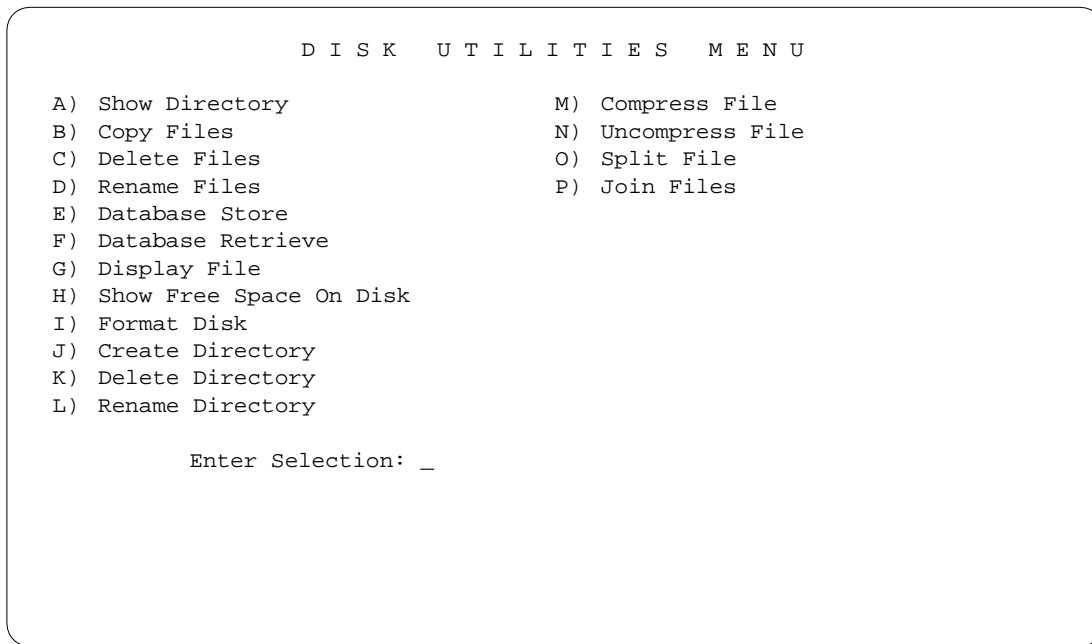 D I S K   U T I L I T I E S   M E N U
A) Show Directory
B) Copy Files
C) Delete Files
D) Rename Files
E) Database Store
F) Database Retrieve
G) Display File
H) Show Free Space On Disk
I) Format Disk
J) Create Directory
K) Delete Directory
L) Rename Directory
M) Compress File
N) Uncompress File
O) Split File
P) Join Files
Enter Selection: _